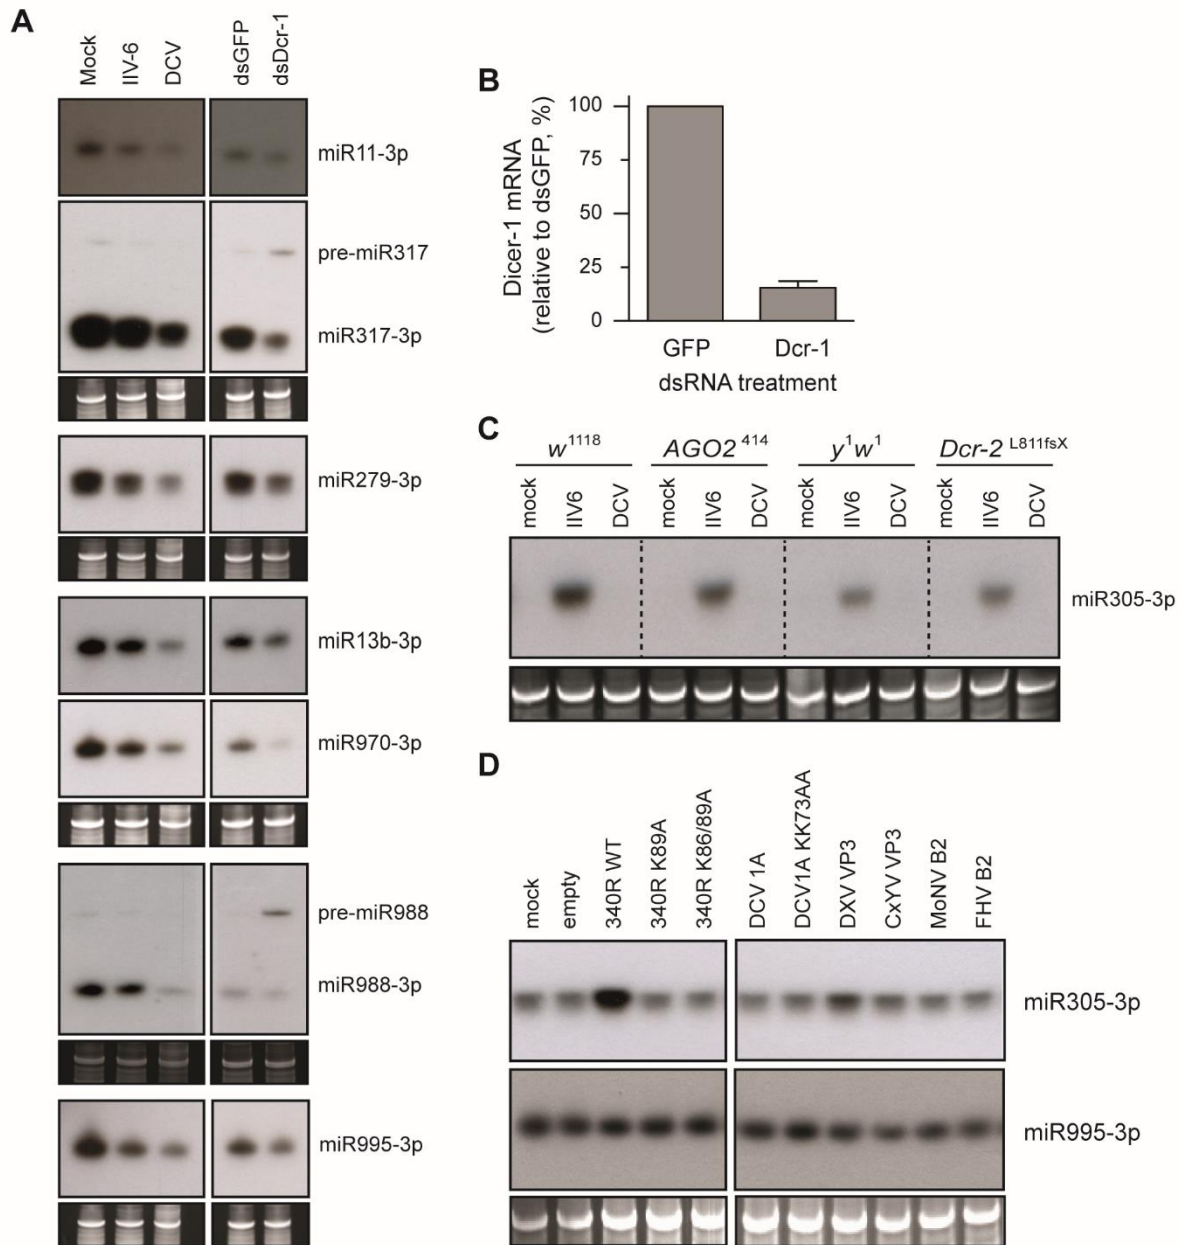 A
Mock
IIV-6
DCV
dsGFP
dsDcr-1
miR11-3p
pre-miR317
miR317-3p
miR279-3p
miR13b-3p
miR970-3p
pre-miR988
miR988-3p
miR995-3p
B
Dicer-1 mRNA
(relative to dsGFP, %)
100
75
50
25
0
GFP Dcr-1
dsRNA treatment
C
w¹¹¹⁸ AGO2 ⁴¹⁴ y¹w¹ Dcr-2 ᴸ⁸¹¹ᶠˢˣ
mock IIV6 DCV mock IIV6 DCV mock IIV6 DCV mock IIV6 DCV
miR305-3p
D
mock
empty
340R WT
340R K89A
340R K86/89A
DCV 1A
DCV1A KK73AA
DXV VP3
CxYV VP3
MoNV B2
FHV B2
miR305-3p
miR995-3p